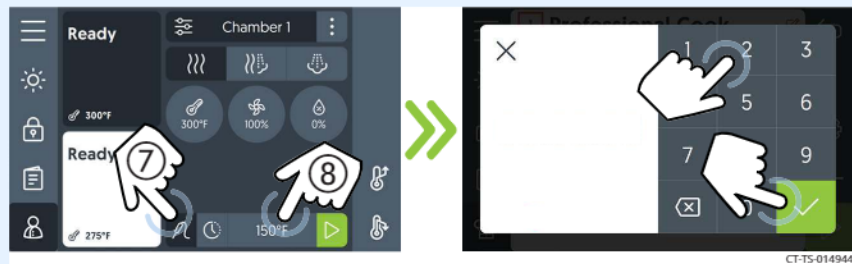 Ready
300°F
Ready
275°F
Chamber 1
300°F
100%
0%
150°F
7
8
Professional Cook
1 2 3
5 6
7 9
0
CT-TS-014944